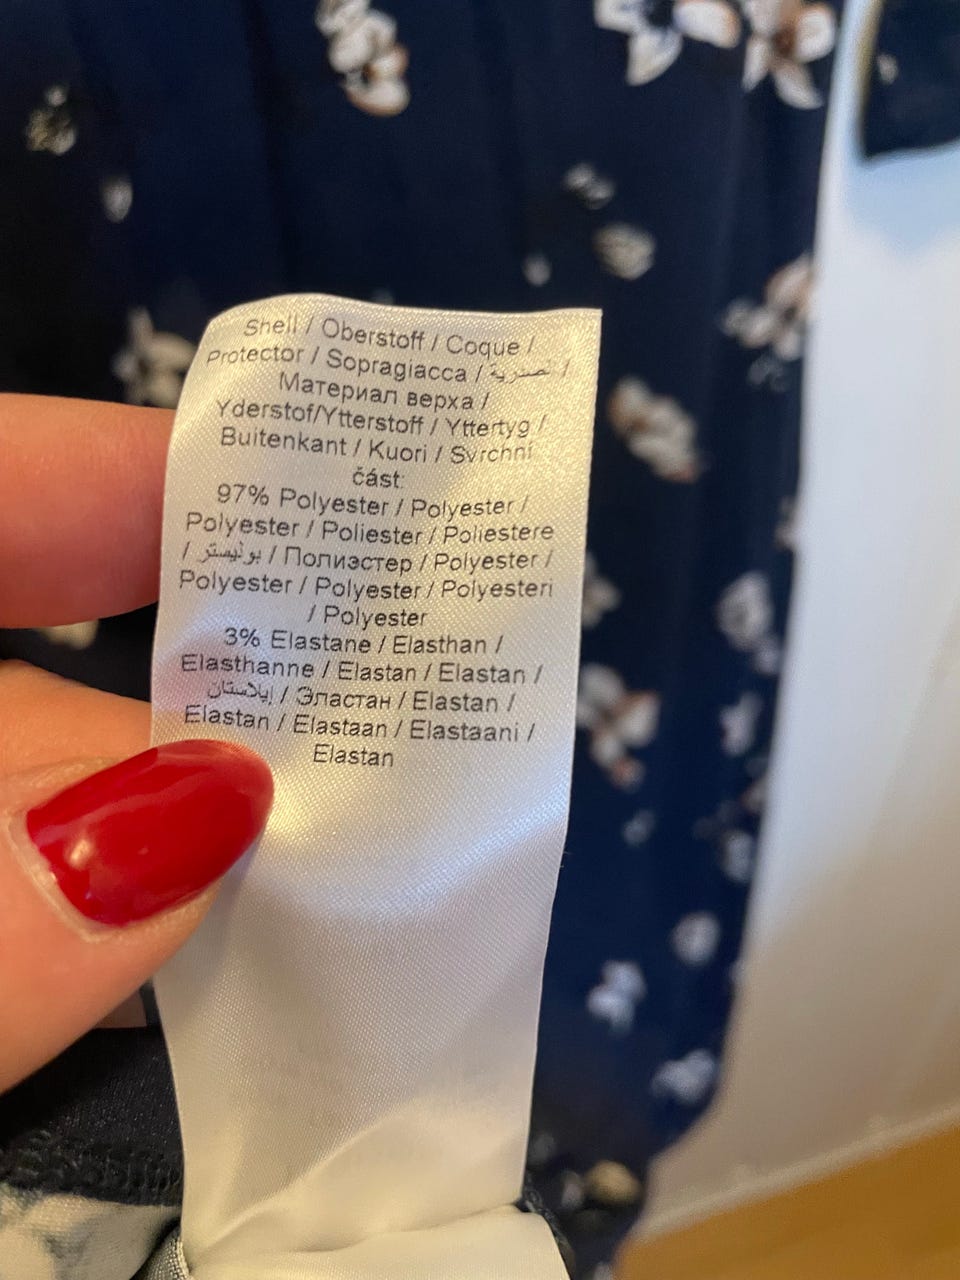 Shell / Oberstoff / Coque /
Protector / Sopragiacca / /
Материал верха /
Yderstof/Ytterstoff / Yttertyg /
Buitenkant / Kuori / Svrchní
část:
97% Polyester / Polyester /
Polyester / Poliester / Poliestere
/ بوليستر / Полиэстер / Polyester /
Polyester / Polyester / Polyesteri
/ Polyester
3% Elastane / Elasthan /
Elasthanne / Elastan / Elastan /
إيلاستان / Эластан / Elastan /
Elastan / Elastaan / Elastaani /
Elastan